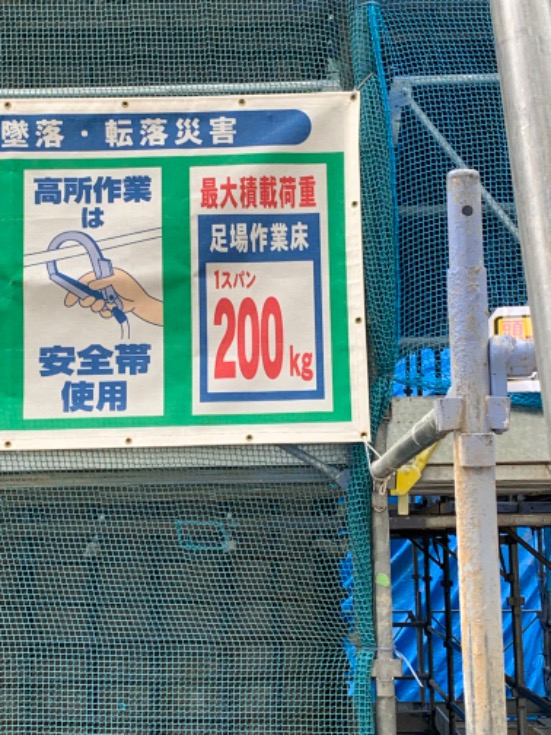 墜落・転落災害
高所作業
は
安全帯
使用
最大積載荷重
足場作業床
1スパン
200kg
頭